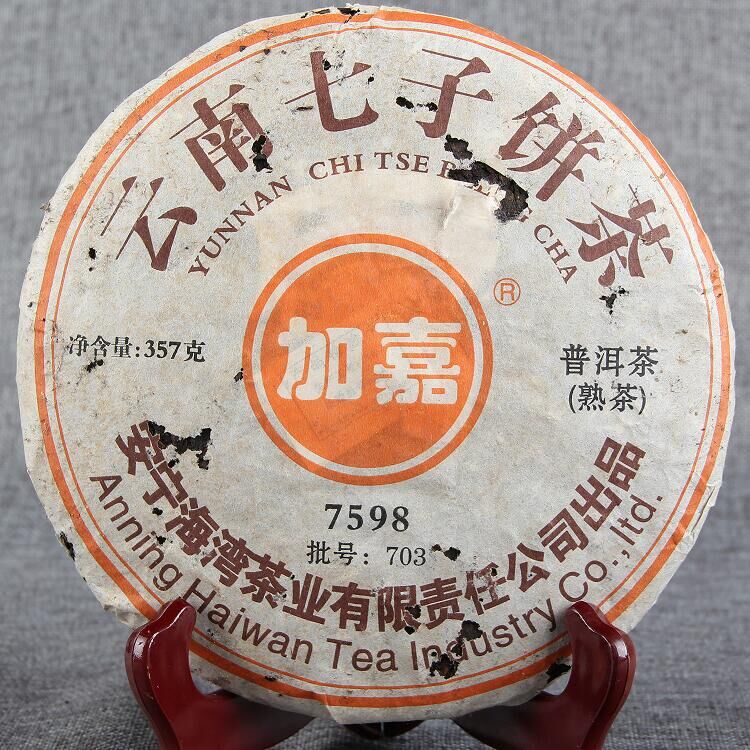 云南七子饼茶
YUNNAN CHI TSE CHA
®
加嘉
净含量:357克
普洱茶
(熟茶)
7598
批号: 703
安宁海湾茶业有限责任公司出品
Anning Haiwan Tea Industry Co., ltd.